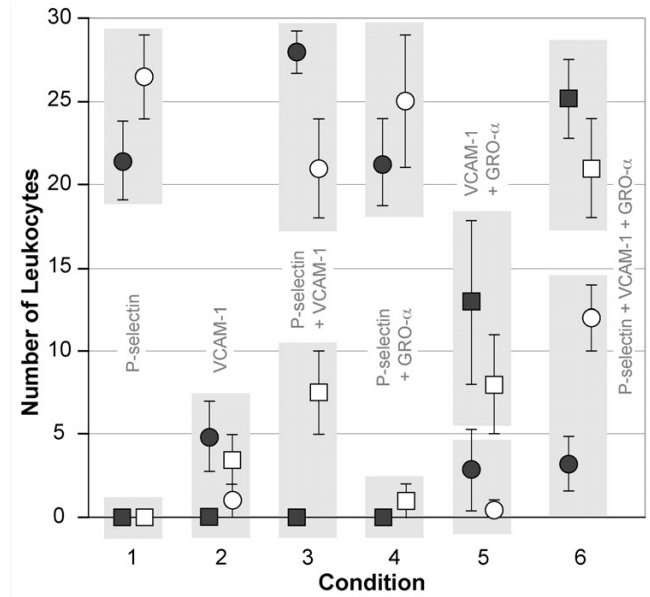 Number of Leukocytes
30
25
20
15
10
5
0
P-selectin
VCAM-1
P-selectin
+ VCAM-1
P-selectin
+ GRO-α
VCAM-1
+ GRO-α
P-selectin + VCAM-1 + GRO-α
1
2
3
4
5
6
Condition